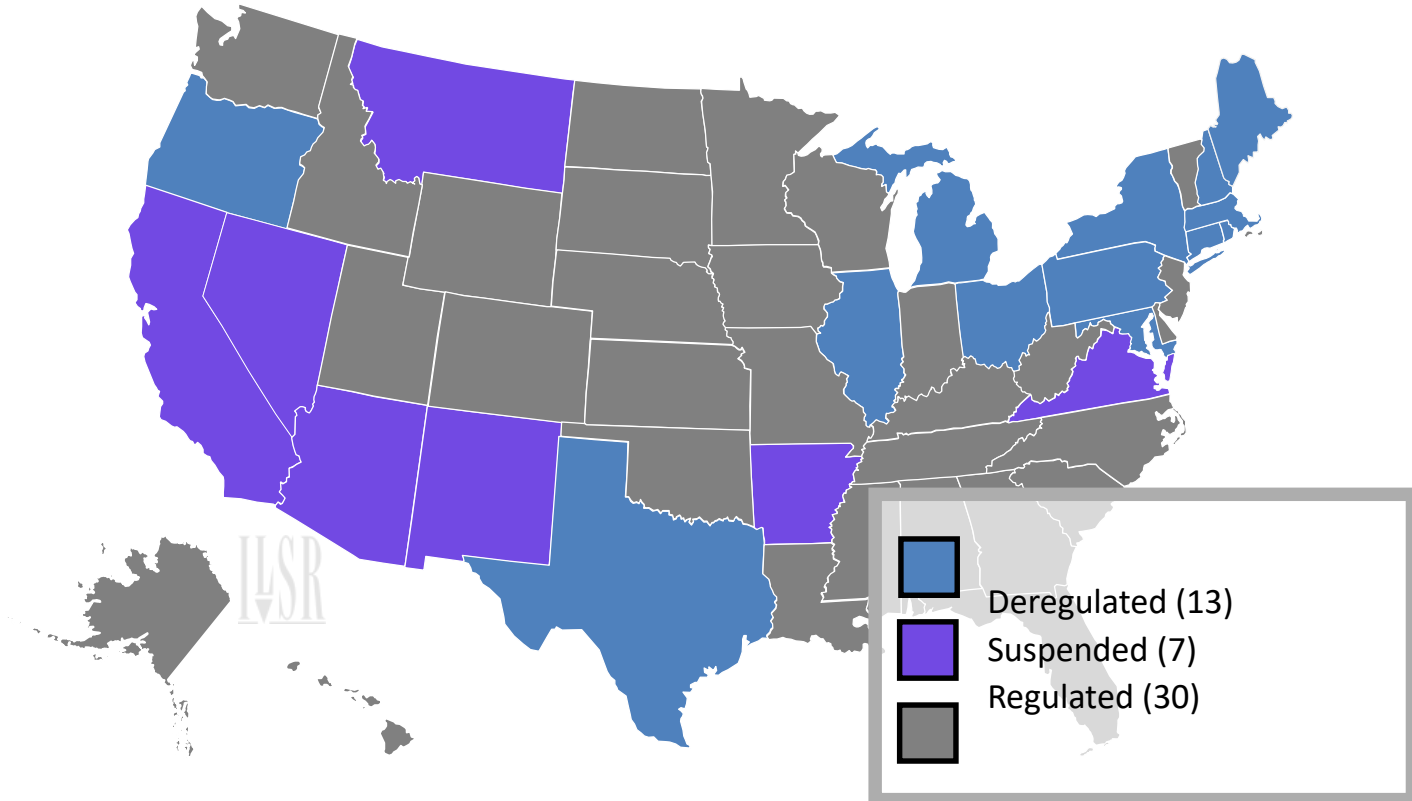 ILSR
Deregulated (13)
Suspended (7)
Regulated (30)